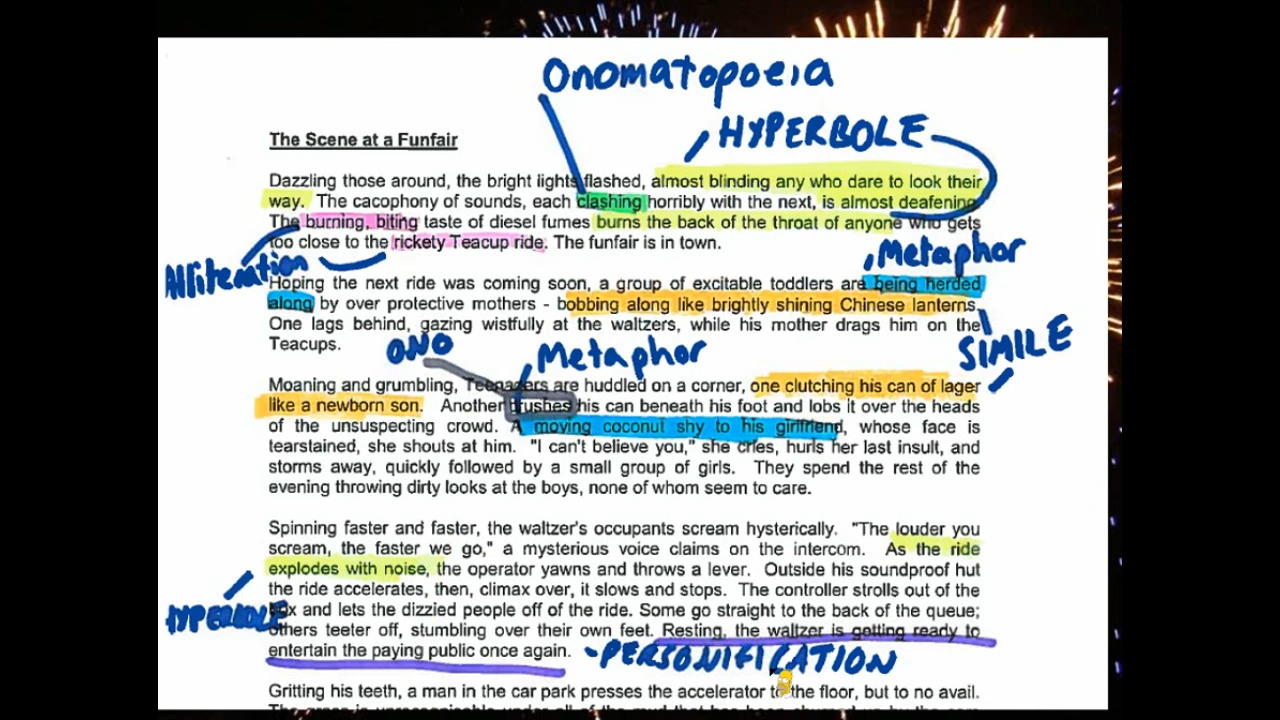 Onomatopoeia
HYPERBOLE
The Scene at a Funfair
Dazzling those around, the bright lights flashed, almost blinding any who dare to look their
way. The cacophony of sounds, each clashing horribly with the next, is almost deafening.
The burning, biting taste of diesel fumes burns the back of the throat of anyone who gets
too close to the rickety Teacup ride. The funfair is in town.
Metaphor
Alliteration
Hoping the next ride was coming soon, a group of excitable toddlers are being herded
along by over protective mothers - bobbing along like brightly shining Chinese lanterns.
One lags behind, gazing wistfully at the waltzers, while his mother drags him on the
Teacups.
SIMILE
ONO
Metaphor
Moaning and grumbling, Teenagers are huddled on a corner, one clutching his can of lager
like a newborn son. Another crushes his can beneath his foot and lobs it over the heads
of the unsuspecting crowd. A moving coconut shy to his girlfriend, whose face is
tearstained, she shouts at him. "I can't believe you," she cries, hurls her last insult, and
storms away, quickly followed by a small group of girls. They spend the rest of the
evening throwing dirty looks at the boys, none of whom seem to care.
Spinning faster and faster, the waltzer's occupants scream hysterically. "The louder you
scream, the faster we go," a mysterious voice claims on the intercom. As the ride
explodes with noise, the operator yawns and throws a lever. Outside his soundproof hut
the ride accelerates, then, climax over, it slows and stops. The controller strolls out of the
box and lets the dizzied people off of the ride. Some go straight to the back of the queue;
HYPERBOLE
others teeter off, stumbling over their own feet. Resting, the waltzer is getting ready to
entertain the paying public once again.
-PERSONIFICATION
Gritting his teeth, a man in the car park presses the accelerator to the floor, but to no avail.